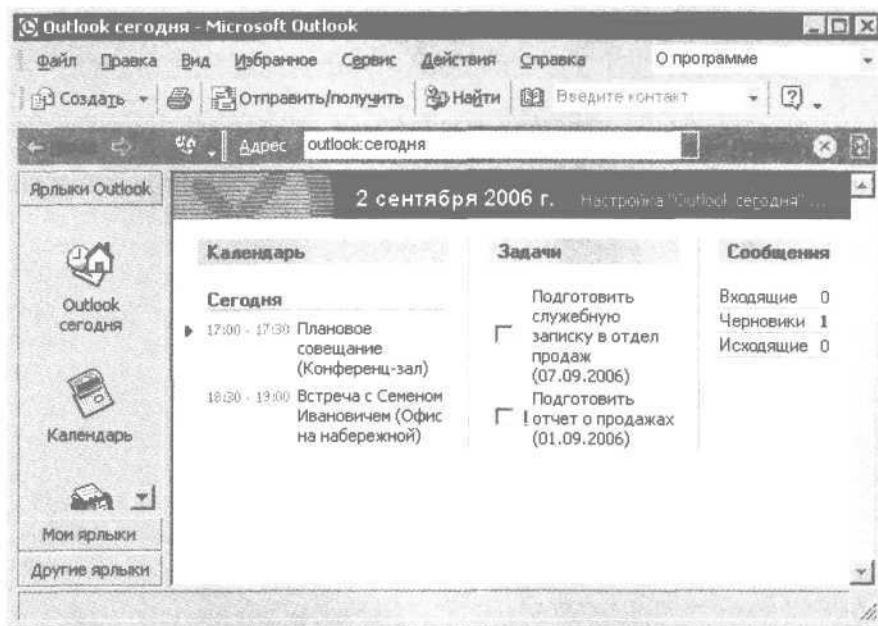 Outlook сегодня - Microsoft Outlook
Файл Правка Вид Избранное Сервис Действия Справка О программе
Создать Отправить/получить Найти Введите контакт
Адрес outlook:сегодня
Ярлыки Outlook
Outlook
сегодня
Календарь
Мои ярлыки
Другие ярлыки
2 сентября 2006 г. Настройка "Outlook сегодня" ...
Календарь
Сегодня
17:00 - 17:30 Плановое
совещание
(Конференц-зал)
18:30 - 19:00 Встреча с Семеном
Ивановичем (Офис
на набережной)
Задачи
Подготовить
служебную
записку в отдел
продаж
(07.09.2006)
Подготовить
! отчет о продажах
(01.09.2006)
Сообщения
Входящие 0
Черновики 1
Исходящие 0